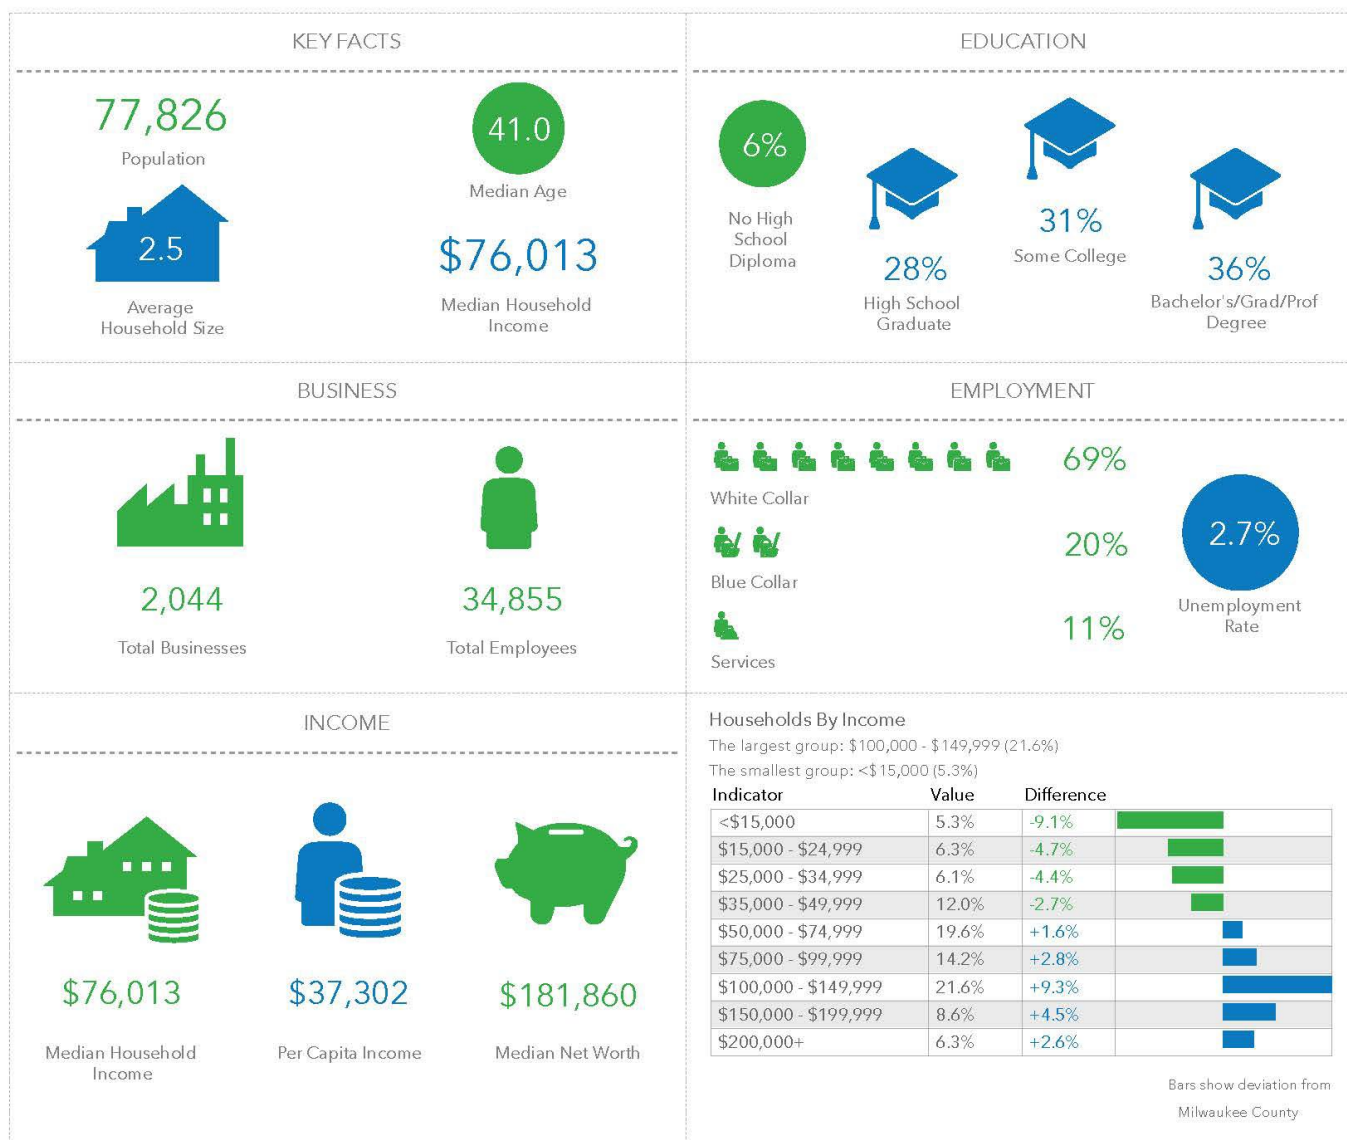 KEY FACTS
77,826
Population
41.0
Median Age
2.5
Average
Household Size
$76,013
Median Household
Income
EDUCATION
6%
No High
School
Diploma
28%
High School
Graduate
31%
Some College
36%
Bachelor's/Grad/Prof
Degree
BUSINESS
2,044
Total Businesses
34,855
Total Employees
EMPLOYMENT
69%
White Collar
20%
Blue Collar
11%
Services
2.7%
Unemployment
Rate
INCOME
$76,013
Median Household
Income
$37,302
Per Capita Income
$181,860
Median Net Worth
Households By Income
The largest group: $100,000 - $149,999 (21.6%)
The smallest group: <$15,000 (5.3%)
Indicator Value Difference
<$15,000 5.3% -9.1%
$15,000 - $24,999 6.3% -4.7%
$25,000 - $34,999 6.1% -4.4%
$35,000 - $49,999 12.0% -2.7%
$50,000 - $74,999 19.6% +1.6%
$75,000 - $99,999 14.2% +2.8%
$100,000 - $149,999 21.6% +9.3%
$150,000 - $199,999 8.6% +4.5%
$200,000+ 6.3% +2.6%
Bars show deviation from
Milwaukee County